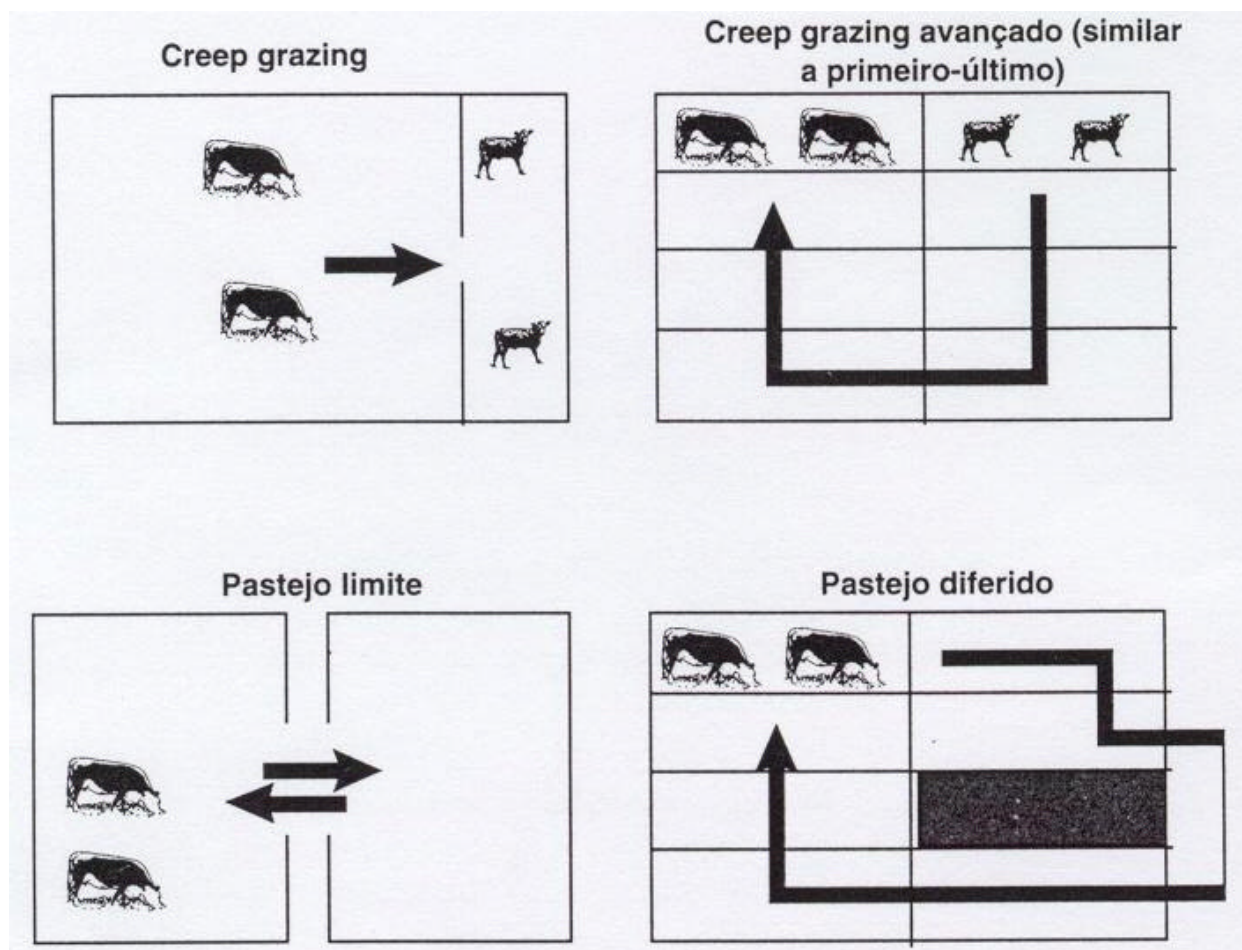 Creep grazing
Creep grazing avançado (similar
a primeiro-último)
Pastejo limite
Pastejo diferido